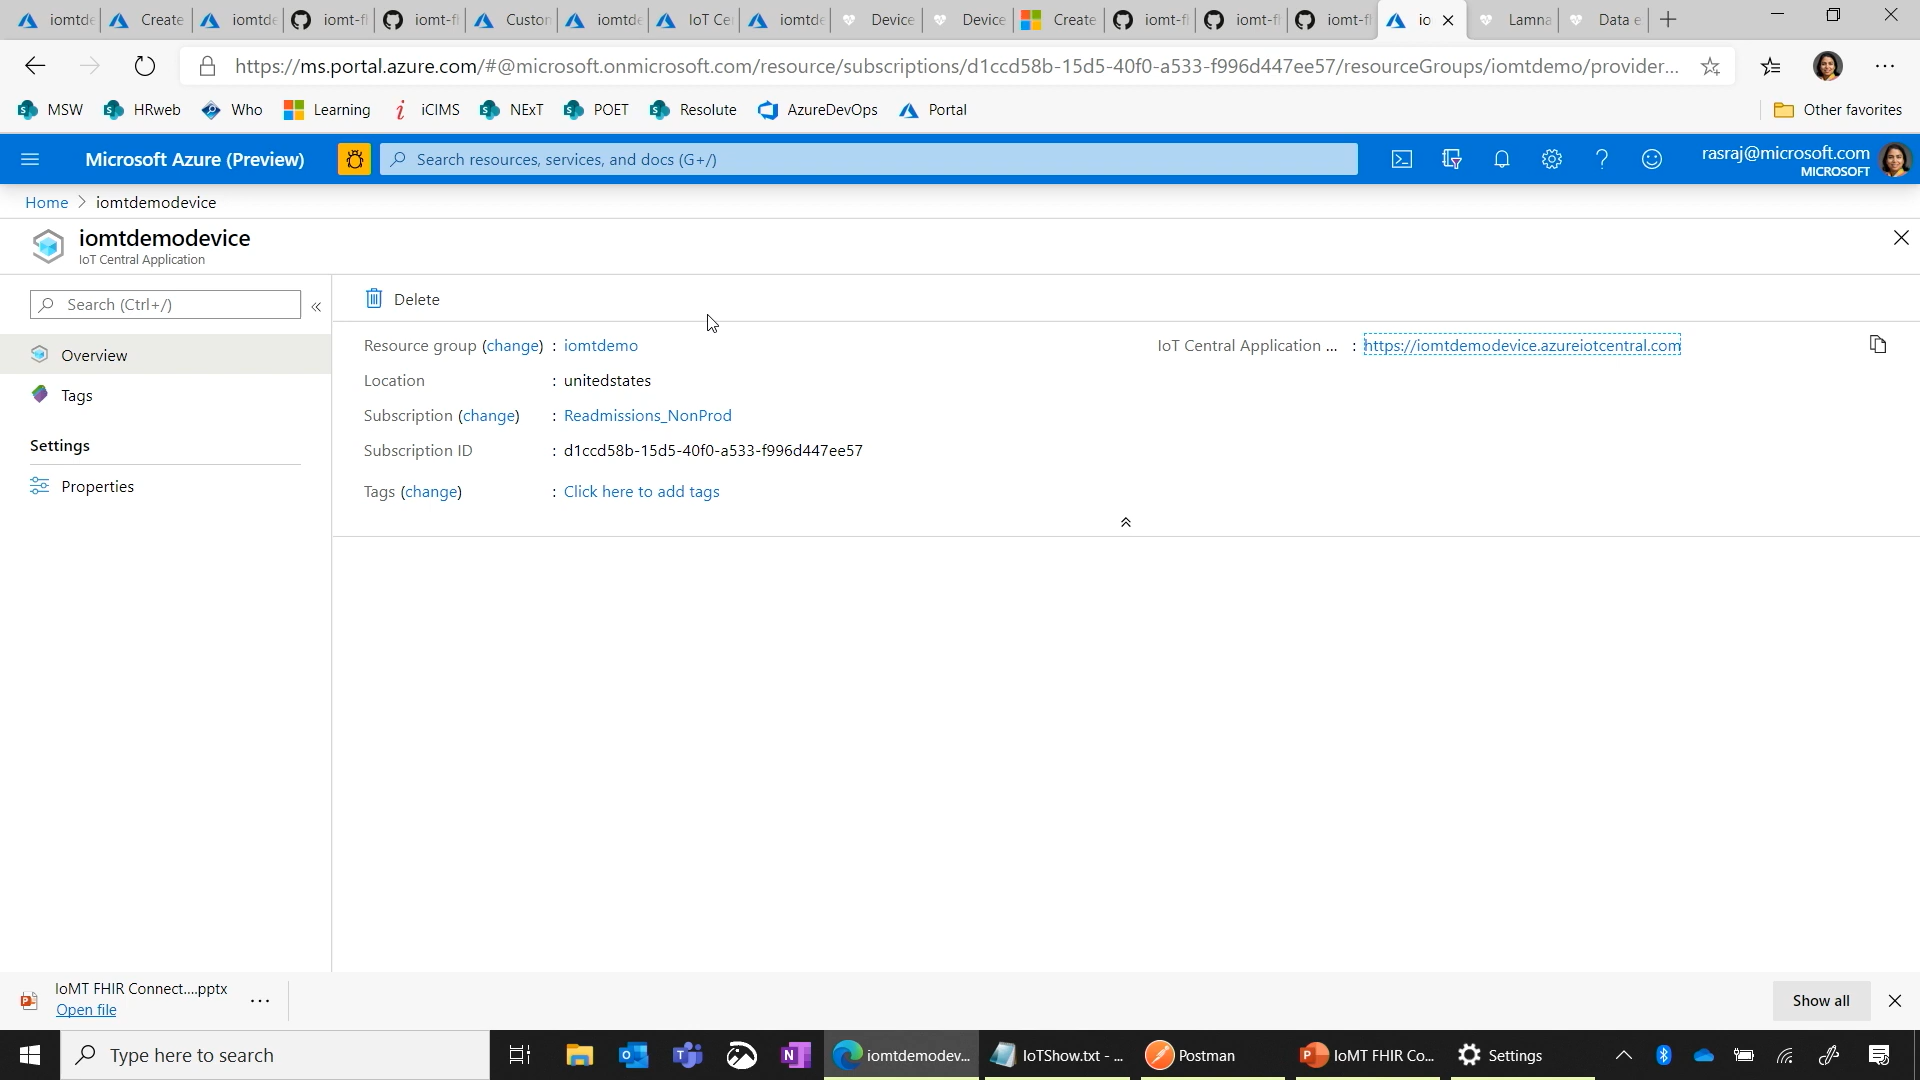 iomtde Create iomtde iomt-fl iomt-fl Custon iomtde IoT Ce iomtde Device Device Create iomt-fl iomt-fl iomt-fl io Lamna Data e
https://ms.portal.azure.com/#@microsoft.onmicrosoft.com/resource/subscriptions/d1ccd58b-15d5-40f0-a533-f996d447ee57/resourceGroups/iomtdemo/provider...
MSW HRweb Who Learning iCIMS NExT POET Resolute AzureDevOps Portal Other favorites
Microsoft Azure (Preview) Search resources, services, and docs (G+/) rasraj@microsoft.com
MICROSOFT
Home > iomtdemodevice
iomtdemodevice
IoT Central Application
Search (Ctrl+/) «
Delete
Overview
Tags
Settings
Properties
Resource group (change) : iomtdemo
IoT Central Application ... : https://iomtdemodevice.azureiotcentral.com
Location : unitedstates
Subscription (change) : Readmissions_NonProd
Subscription ID : d1ccd58b-15d5-40f0-a533-f996d447ee57
Tags (change) : Click here to add tags
IoMT FHIR Connect....pptx
Open file
Show all
Type here to search iomtdemodev... IoTShow.txt - ... Postman IoMT FHIR Co... Settings